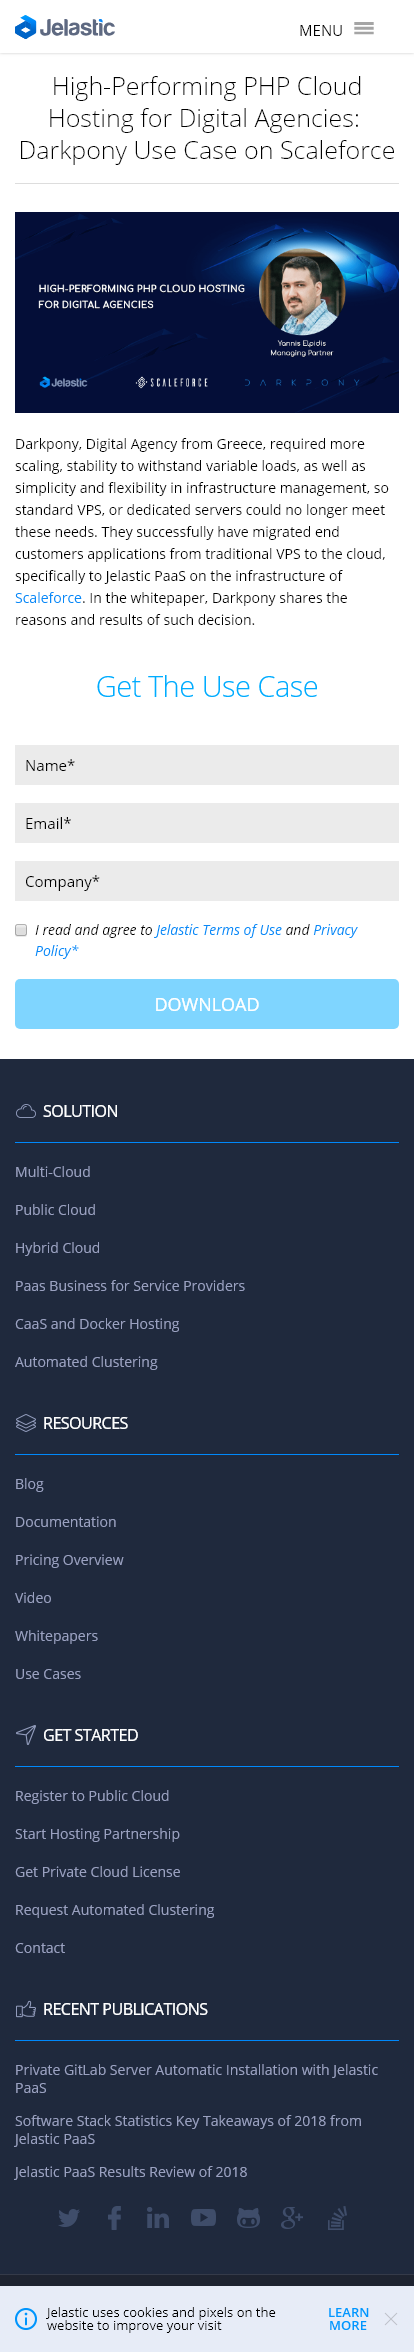 Jelastic
MENU
High-Performing PHP Cloud
Hosting for Digital Agencies:
Darkpony Use Case on Scaleforce
HIGH-PERFORMING PHP CLOUD HOSTING
FOR DIGITAL AGENCIES
Yannis Elpidis
Managing Partner
Jelastic
SCALEFORCE
DARKPONY
Darkpony, Digital Agency from Greece, required more
scaling, stability to withstand variable loads, as well as
simplicity and flexibility in infrastructure management, so
standard VPS, or dedicated servers could no longer meet
these needs. They successfully have migrated end
customers applications from traditional VPS to the cloud,
specifically to Jelastic PaaS on the infrastructure of
Scaleforce. In the whitepaper, Darkpony shares the
reasons and results of such decision.
Get The Use Case
Name*
Email*
Company*
I read and agree to Jelastic Terms of Use and Privacy
Policy*
DOWNLOAD
SOLUTION
Multi-Cloud
Public Cloud
Hybrid Cloud
Paas Business for Service Providers
CaaS and Docker Hosting
Automated Clustering
RESOURCES
Blog
Documentation
Pricing Overview
Video
Whitepapers
Use Cases
GET STARTED
Register to Public Cloud
Start Hosting Partnership
Get Private Cloud License
Request Automated Clustering
Contact
RECENT PUBLICATIONS
Private GitLab Server Automatic Installation with Jelastic
PaaS
Software Stack Statistics Key Takeaways of 2018 from
Jelastic PaaS
Jelastic PaaS Results Review of 2018
Jelastic uses cookies and pixels on the
website to improve your visit
LEARN
MORE